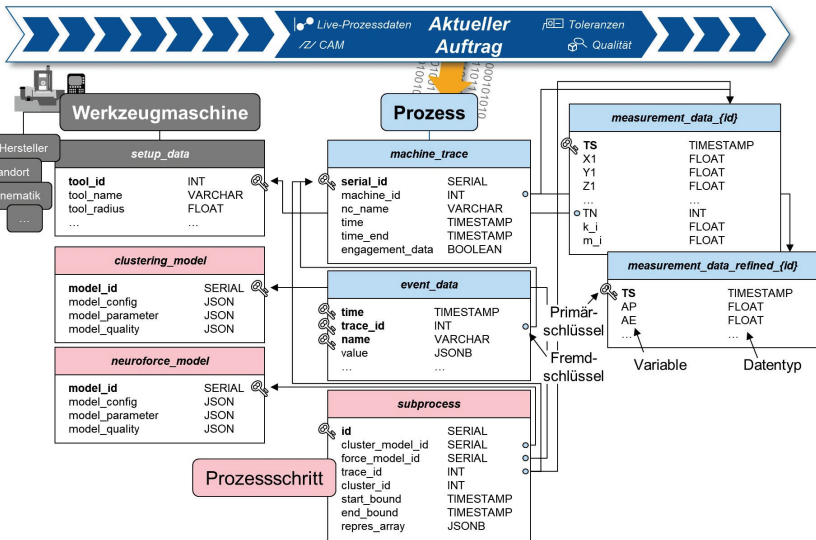 Live-Prozessdaten
CAM
Aktueller
Auftrag
Toleranzen
Qualität
Werkzeugmaschine
Hersteller
…
setup_data
tool_id INT
tool_name VARCHAR
tool_radius FLOAT
… …
clustering_model
model_id SERIAL
model_config JSON
model_parameter JSON
model_quality JSON
neuroforce_model
model_id SERIAL
model_config JSON
model_parameter JSON
model_quality JSON
Prozess
machine_trace
serial_id SERIAL
machine_id INT
nc_name VARCHAR
time TIMESTAMP
time_end TIMESTAMP
engagement_data BOOLEAN
event_data
time TIMESTAMP
trace_id INT
name VARCHAR
value JSONB
… …
Prozessschritt
subprocess
id SERIAL
cluster_model_id SERIAL
force_model_id SERIAL
trace_id INT
cluster_id INT
start_bound TIMESTAMP
end_bound TIMESTAMP
repres_array JSONB
measurement_data_{id}
TS TIMESTAMP
X1 FLOAT
Y1 FLOAT
Z1 FLOAT
… …
TN INT
k_i FLOAT
m_i FLOAT
measurement_data_refined_{id}
TS TIMESTAMP
AP FLOAT
AE FLOAT
… …
Primär-
schlüssel
Fremd-
schlüssel
Variable
Datentyp